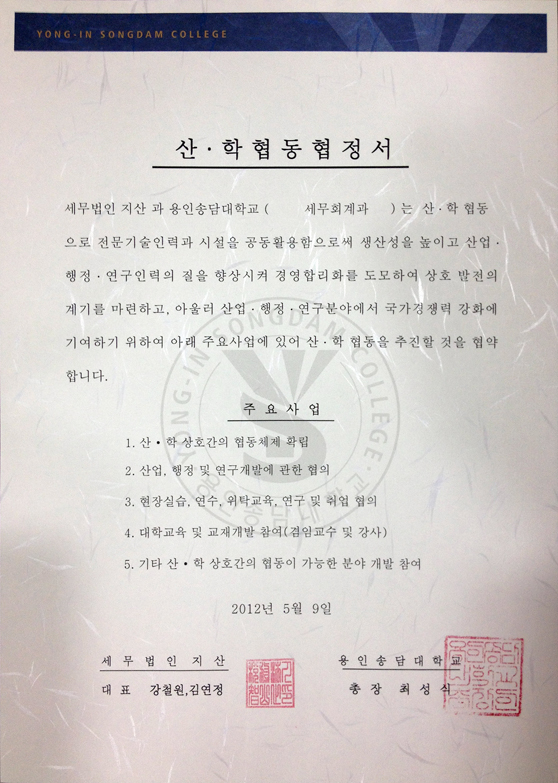 YONG-IN SONGDAM COLLEGE
산·학협동협정서
세무법인 지산 과 용인송담대학교 ( 세무회계과 )는 산·학 협동
으로 전문기술인력과 시설을 공동활용함으로써 생산성을 높이고 산업·
행정·연구인력의 질을 향상시켜 경영합리화를 도모하여 상호 발전의
계기를 마련하고, 아울러 산업·행정·연구분야에서 국가경쟁력 강화에
기여하기 위하여 아래 주요사업에 있어 산·학 협동을 추진할 것을 협약
합니다.
YONG-IN SONGDAM COLLEGE·
용인송담대학교
주요사업
1. 산·학 상호간의 협동체제 확립
2. 산업, 행정 및 연구개발에 관한 협의
3. 현장실습, 연수, 위탁교육, 연구 및 취업 협의
4. 대학교육 및 교재개발 참여(겸임교수 및 강사)
5. 기타 산·학 상호간의 협동이 가능한 분야 개발 참여
2012년 5월 9일
세무법인지산 용인송담대학교
대표 강철원,김연정 총장 최성식